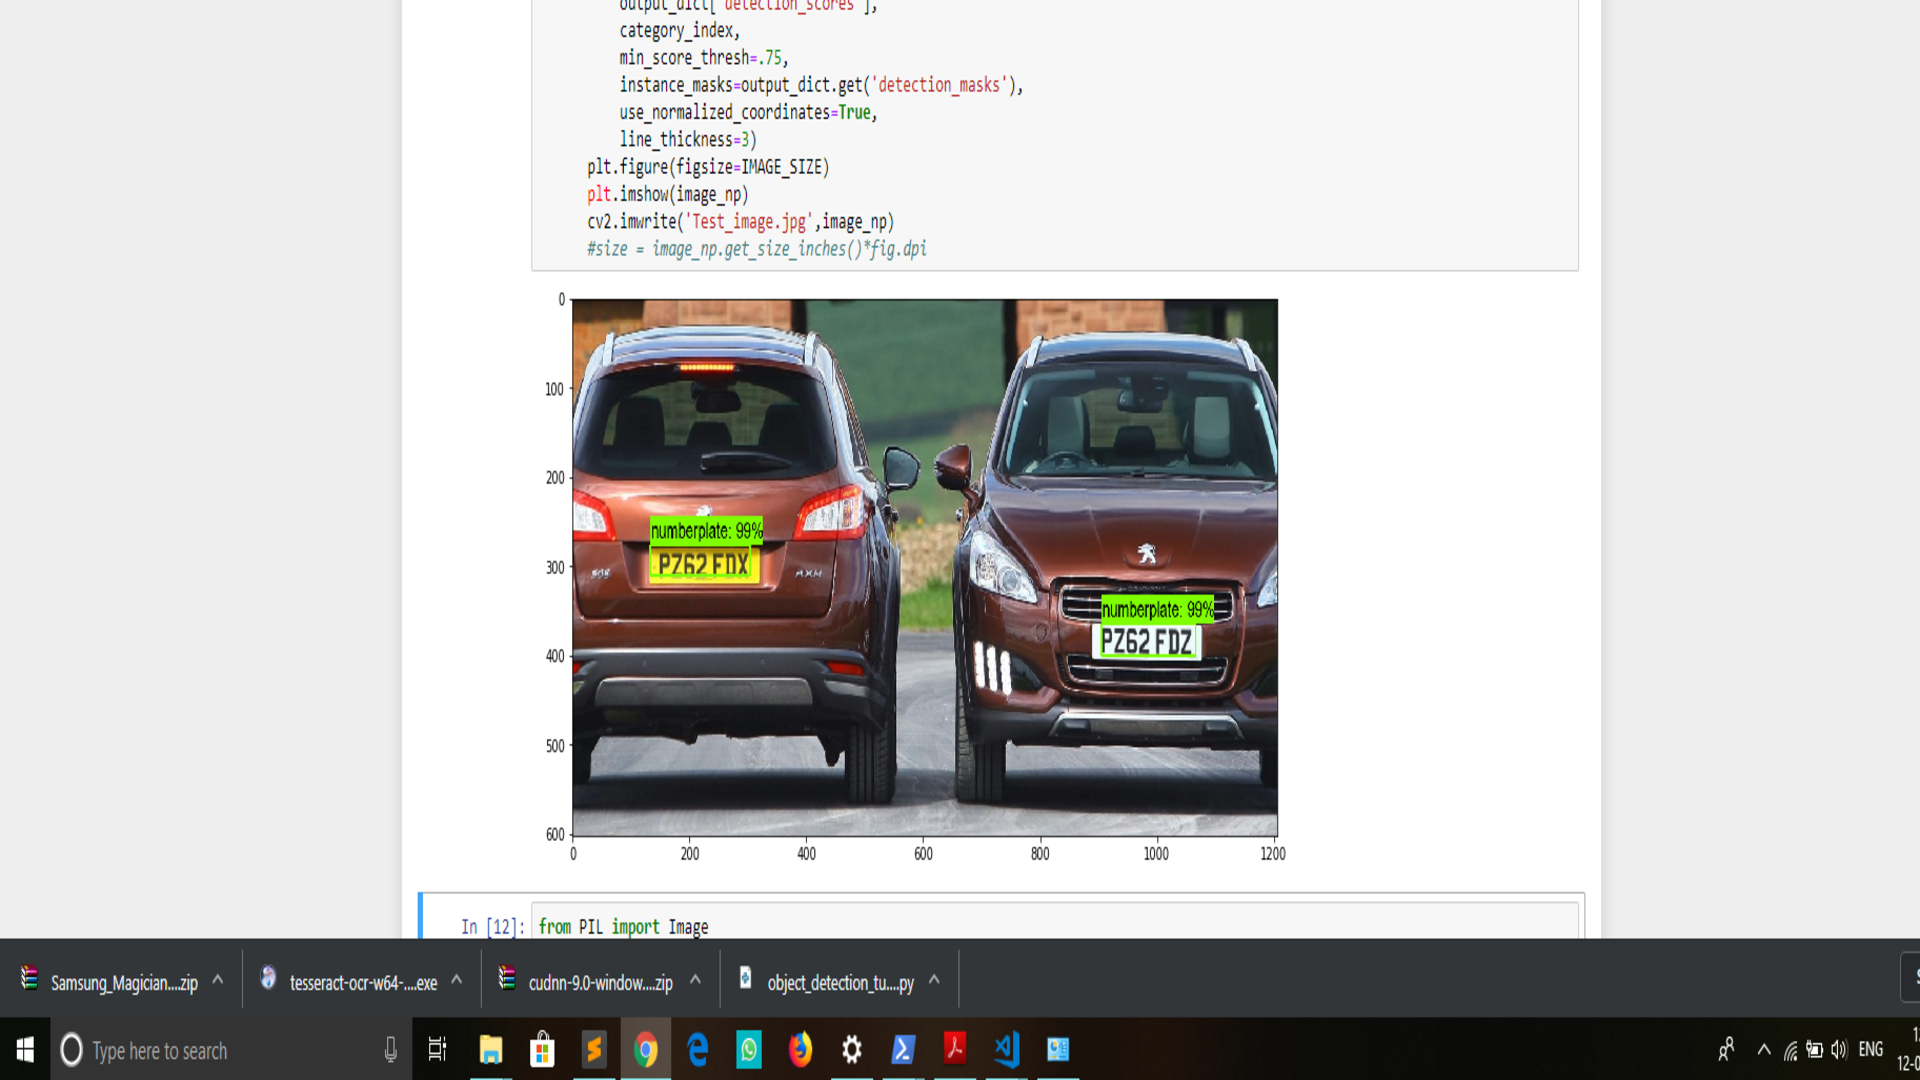 output_dict['detection_scores'],
category_index,
min_score_thresh=.75,
instance_masks=output_dict.get('detection_masks'),
use_normalized_coordinates=True,
line_thickness=3)
plt.figure(figsize=IMAGE_SIZE)
plt.imshow(image_np)
cv2.imwrite('Test_image.jpg',image_np)
#size = image_np.get_size_inches()*fig.dpi
0
100
200
300
400
500
600
numberplate: 99%
PZ62 FDX
numberplate: 99%
PZ62 FDZ
0 200 400 600 800 1000 1200
In [12]: from PIL import Image
Samsung_Magician....zip
tesseract-ocr-w64-....exe
cudnn-9.0-window....zip
object_detection_tu....py
Type here to search
ENG